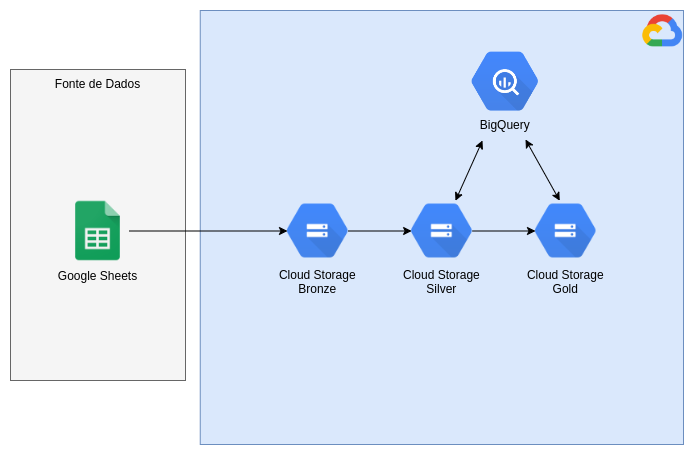 Fonte de Dados
BigQuery
Google Sheets
Cloud Storage
Bronze
Cloud Storage
Silver
Cloud Storage
Gold